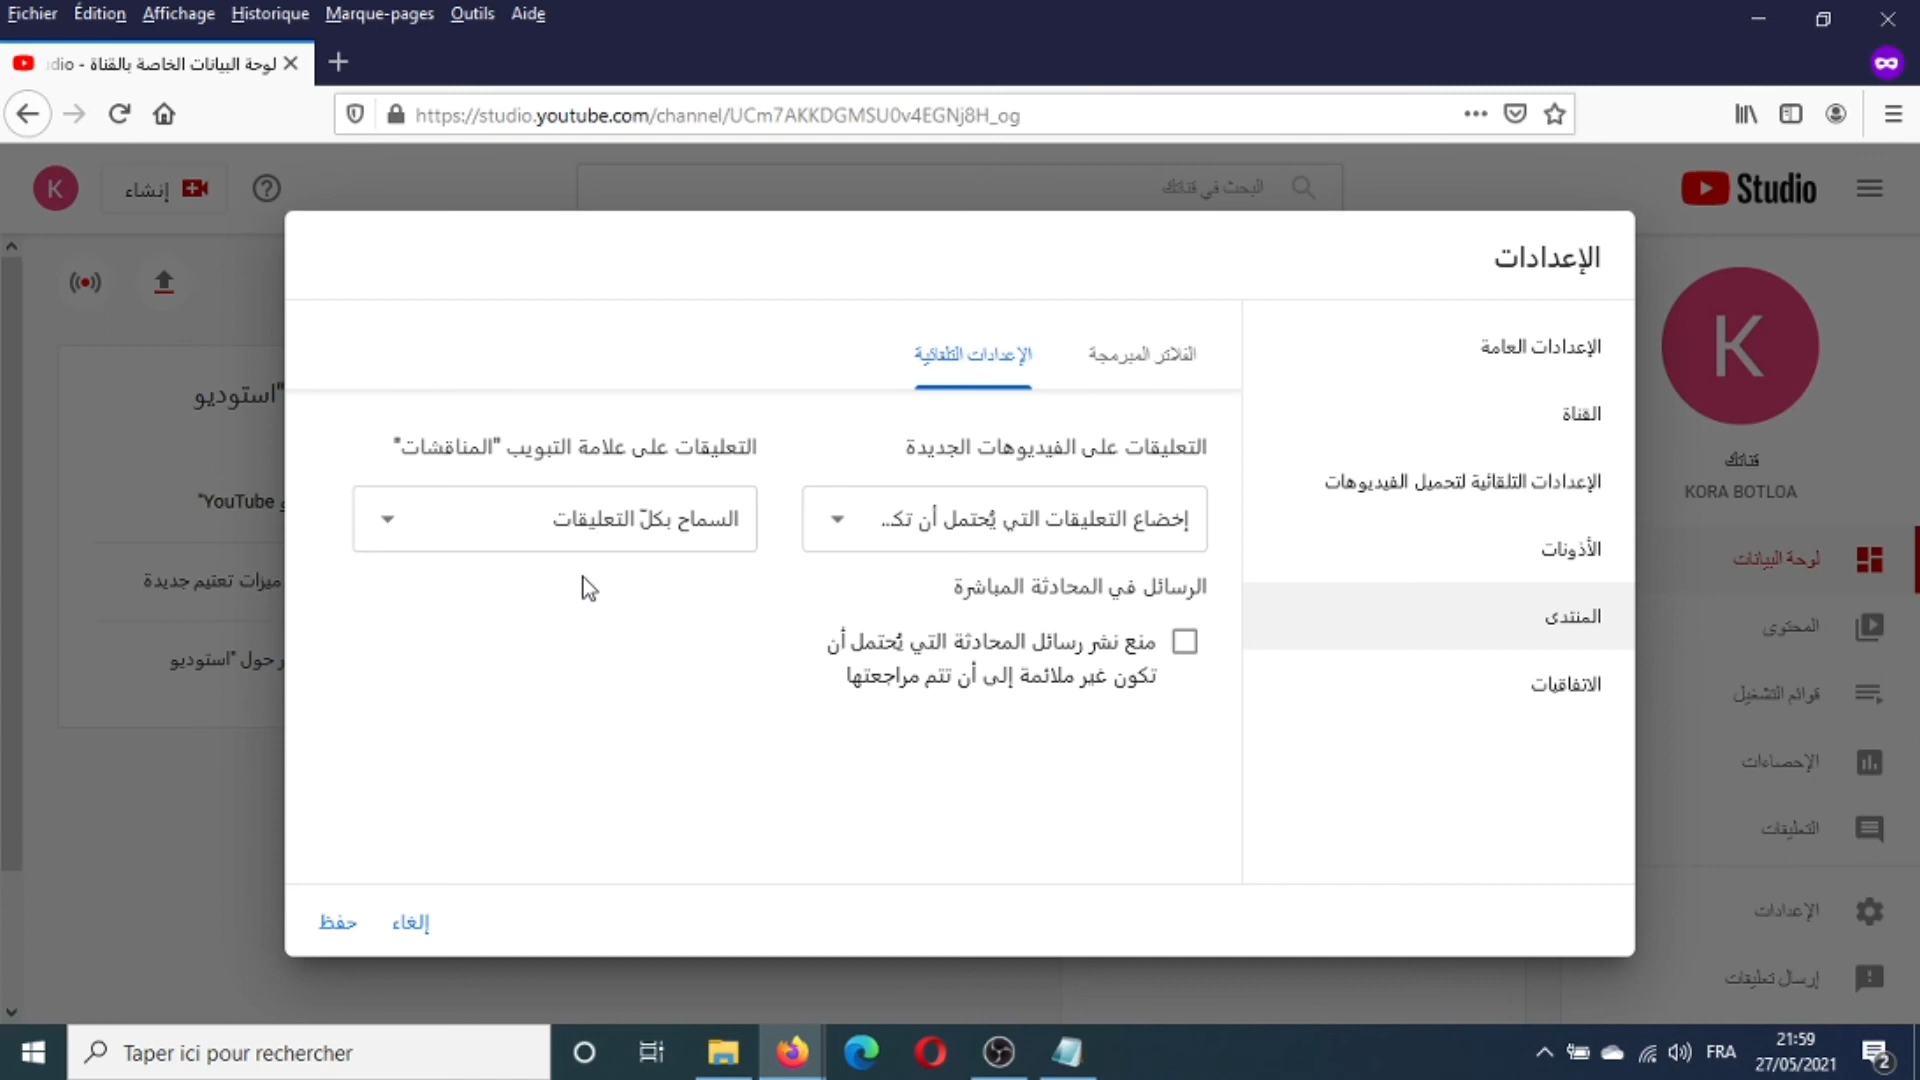 Fichier Édition Affichage Historique Marque-pages Outils Aide
لوحة البيانات الخاصة بالقناة - dio
https://studio.youtube.com/channel/UCm7AKKDGMSU0v4EGNj8H_og
Studio
البحث في قناتك
إنشاء
K
الإعدادات
الإعدادات العامة
القناة
الإعدادات التلقائية لتحميل الفيديوهات
الأذونات
المنتدى
الاتفاقيات
الفلاتر المبرمجة
الإعدادات التلقائية
التعليقات على الفيديوهات الجديدة
إخضاع التعليقات التي يُحتمل أن تكـ...
التعليقات على علامة التبويب "المناقشات"
السماح بكلّ التعليقات
الرسائل في المحادثة المباشرة
منع نشر رسائل المحادثة التي يُحتمل أن
تكون غير ملائمة إلى أن تتم مراجعتها
إلغاء
حفظ
K
قناتك
KORA BOTLOA
لوحة البيانات
المحتوى
قوائم التشغيل
الإحصاءات
التعليقات
الإعدادات
إرسال تعليقات
"استوديو
YouTube"
ميزات تعتيم جديدة
حول "استوديو
Taper ici pour rechercher
FRA
21:59
27/05/2021
2